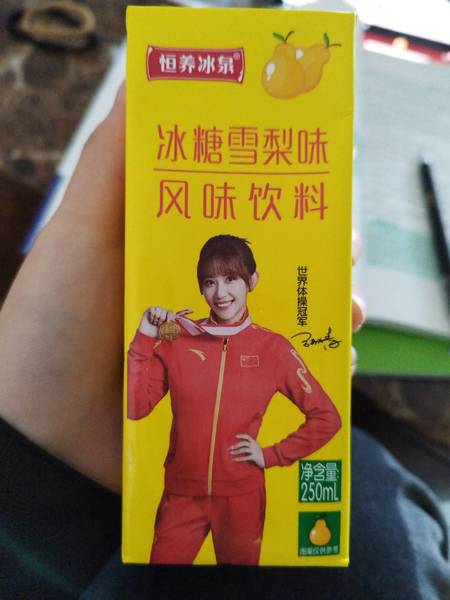 恒养冰泉®
冰糖雪梨味
风味饮料
世界体操冠军
净含量:
250mL
图案仅供参考